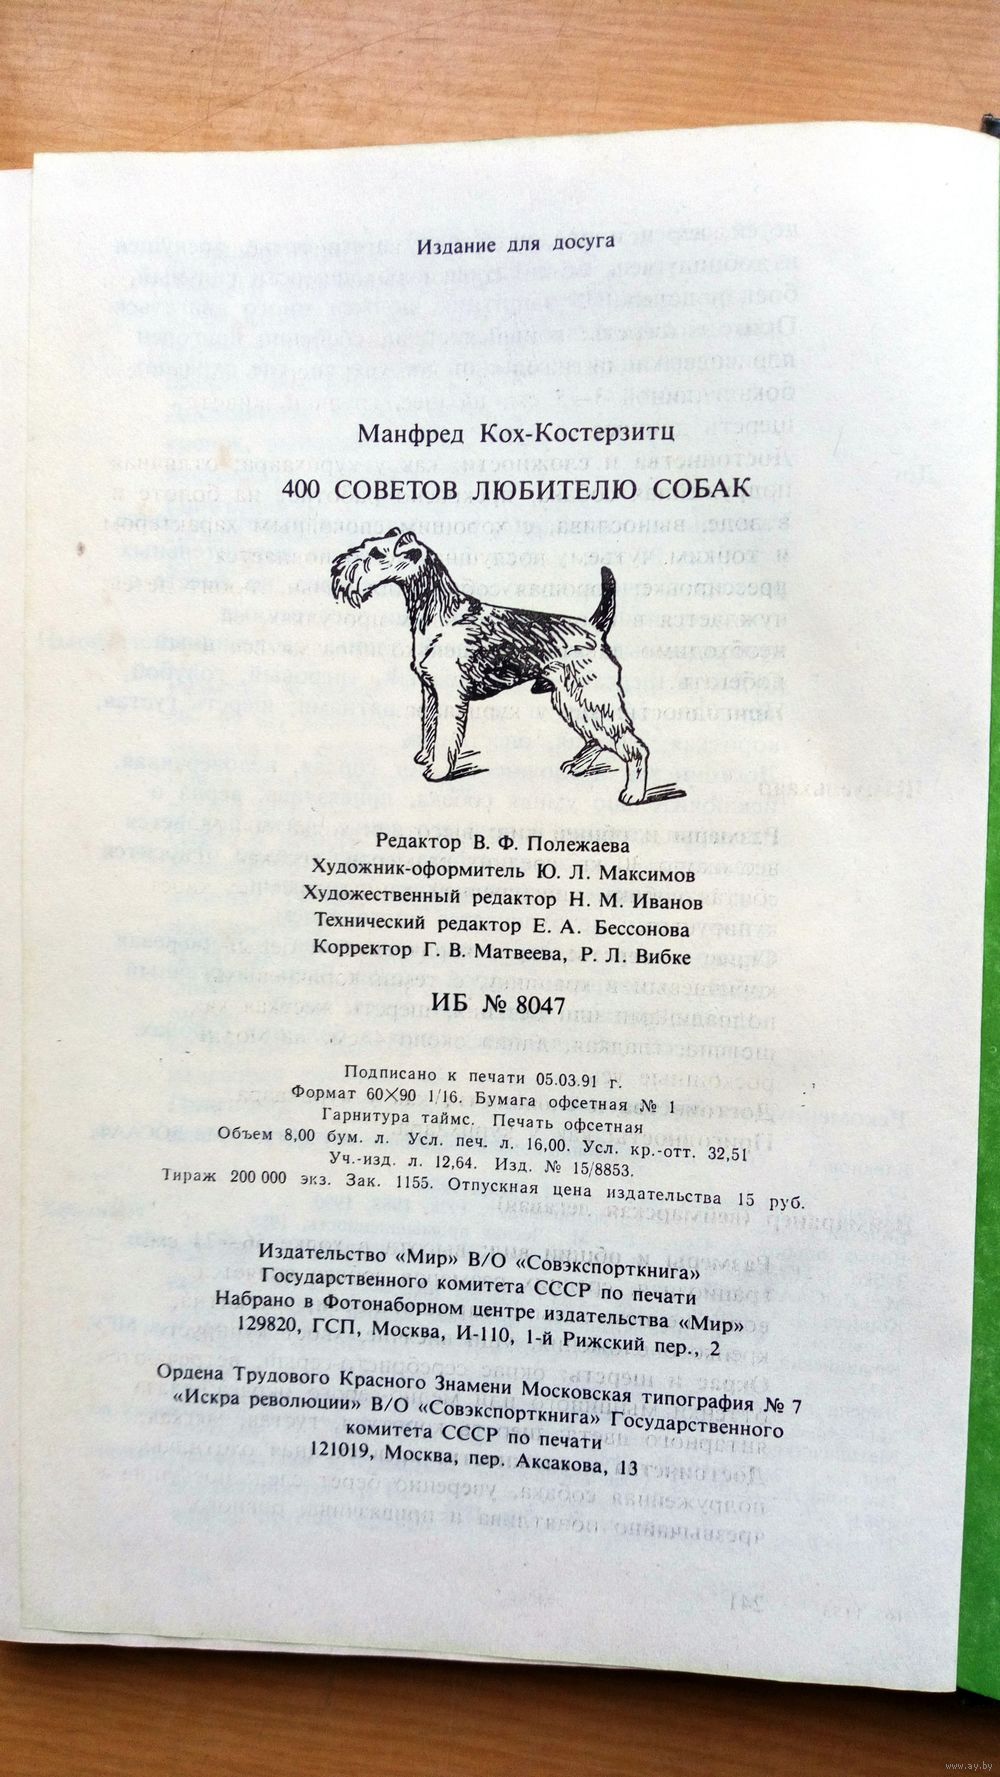 Издание для досуга
Манфред Кох-Костерзитц
400 СОВЕТОВ ЛЮБИТЕЛЮ СОБАК
Редактор В. Ф. Полежаева
Художник-оформитель Ю. Л. Максимов
Художественный редактор Н. М. Иванов
Технический редактор Е. А. Бессонова
Корректор Г. В. Матвеева, Р. Л. Вибке
ИБ № 8047
Подписано к печати 05.03.91 г.
Формат 60×90 1/16. Бумага офсетная № 1
Гарнитура таймс. Печать офсетная
Объем 8,00 бум. л. Усл. печ. л. 16,00. Усл. кр.-отт. 32,51
Уч.-изд. л. 12,64. Изд. № 15/8853.
Тираж 200 000 экз. Зак. 1155. Отпускная цена издательства 15 руб.
Издательство «Мир» В/О «Совэкспорткнига»
Государственного комитета СССР по печати
Набрано в Фотонаборном центре издательства «Мир»
129820, ГСП, Москва, И-110, 1-й Рижский пер., 2
Ордена Трудового Красного Знамени Московская типография № 7
«Искра революции» В/О «Совэкспорткнига» Государственного
комитета СССР по печати
121019, Москва, пер. Аксакова, 13
www.ay.by